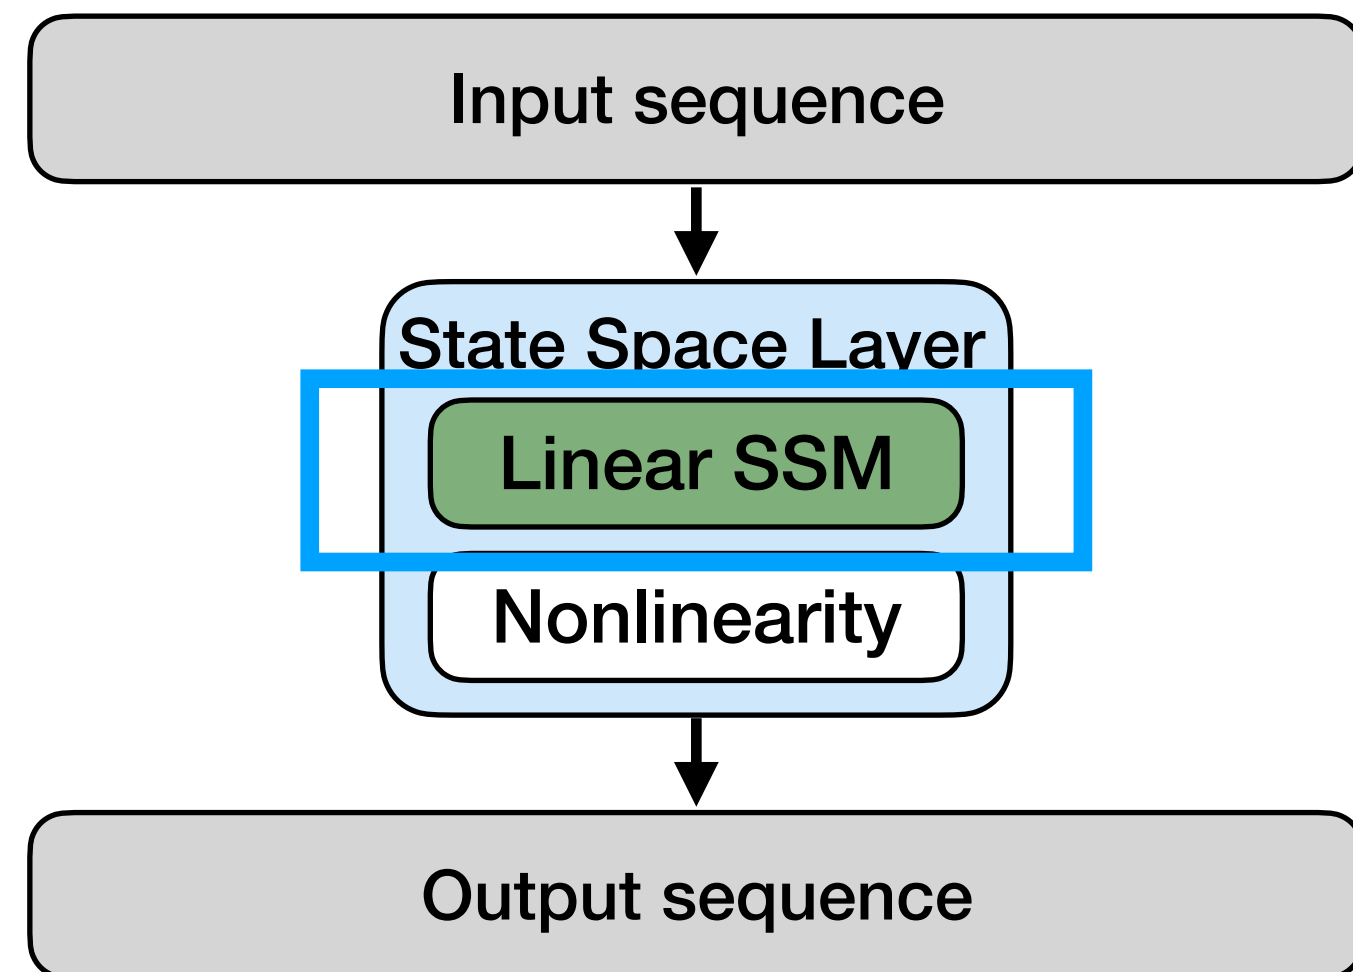 Input sequence
State Space Layer
Linear SSM
Nonlinearity
Output sequence